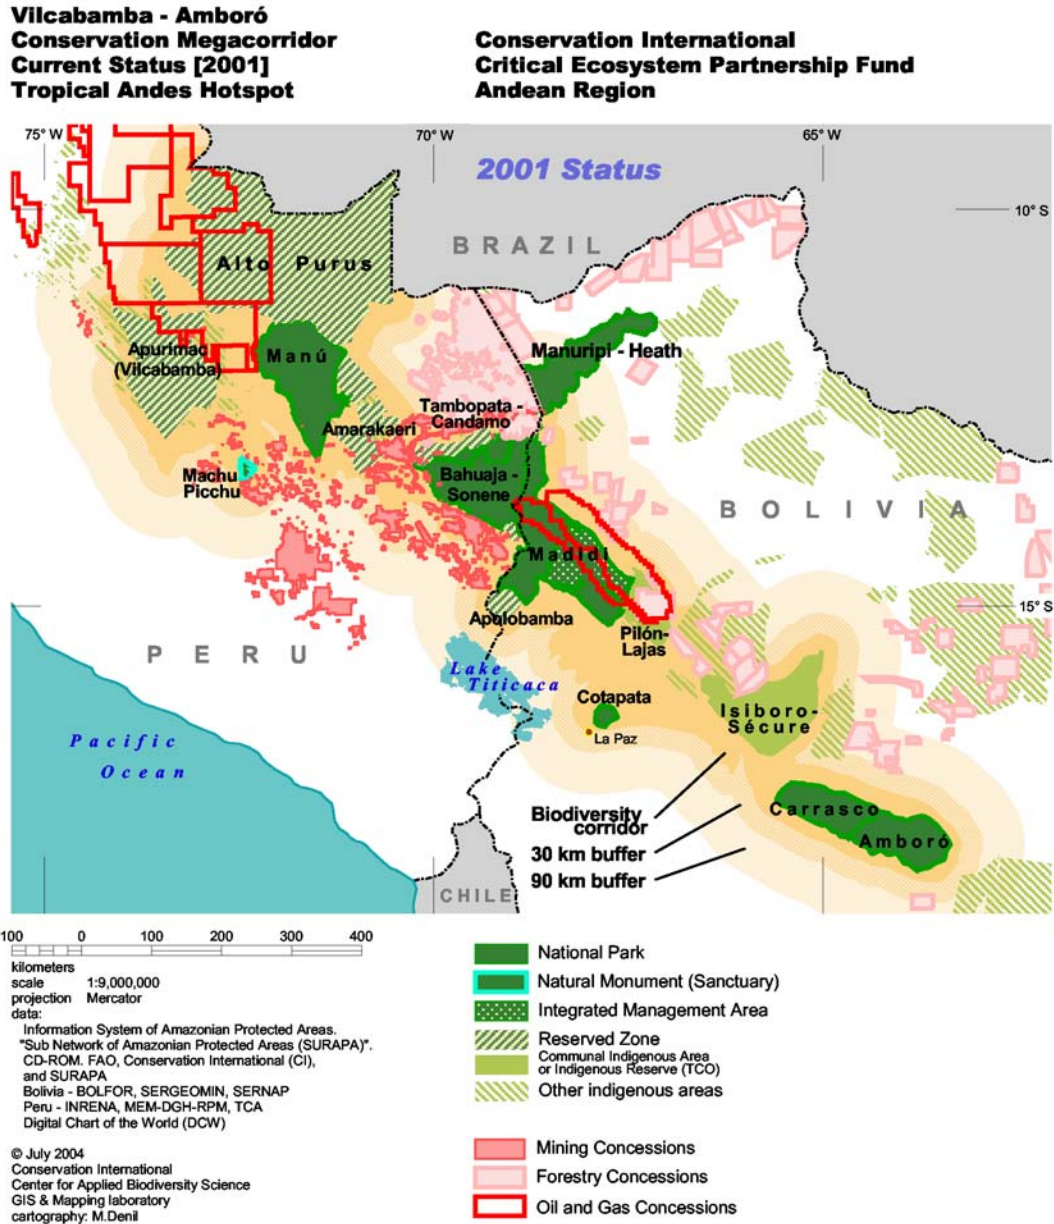 Vilcabamba - Amboró
Conservation Megacorridor
Current Status [2001]
Tropical Andes Hotspot
Conservation International
Critical Ecosystem Partnership Fund
Andean Region
75° W
70° W
65° W
2001 Status
10° S
BRAZIL
Alto Purus
Apurímac
(Vilcabamba)
Manú
Manuripi - Heath
Tambopata -
Candamo
Amarakaeri
Machu
Picchu
Bahuaja -
Sonene
BOLIVIA
Madidi
15° S
Apolobamba
Pilón-
Lajas
PERU
Lake
Titicaca
Cotapata
La Paz
Isiboro-
Sécure
Pacific
Ocean
Biodiversity
corridor
30 km buffer
90 km buffer
Carrasco
Amboró
CHILE
100 0 100 200 300 400
kilometers
scale 1:9,000,000
projection Mercator
data:
Information System of Amazonian Protected Areas.
"Sub Network of Amazonian Protected Areas (SURAPA)".
CD-ROM. FAO, Conservation International (CI),
and SURAPA
Bolivia - BOLFOR, SERGEOMIN, SERNAP
Peru - INRENA, MEM-DGH-RPM, TCA
Digital Chart of the World (DCW)
© July 2004
Conservation International
Center for Applied Biodiversity Science
GIS & Mapping laboratory
cartography: M.Denil
National Park
Natural Monument (Sanctuary)
Integrated Management Area
Reserved Zone
Communal Indigenous Area
or Indigenous Reserve (TCO)
Other indigenous areas
Mining Concessions
Forestry Concessions
Oil and Gas Concessions